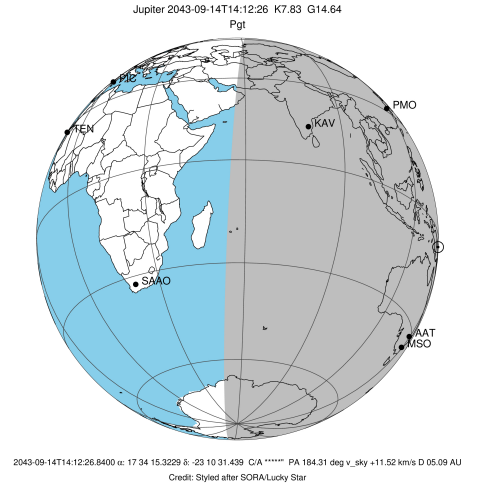 Jupiter 2043-09-14T14:12:26 K7.83 G14.64
Pgt
PIC
PMO
TEN
KAV
SAAO
AAT
MSO
2043-09-14T14:12:26.8400 α: 17 34 15.3229 δ: -23 10 31.439 C/A *****" PA 184.31 deg v_sky +11.52 km/s D 05.09 AU
Credit: Styled after SORA/Lucky Star